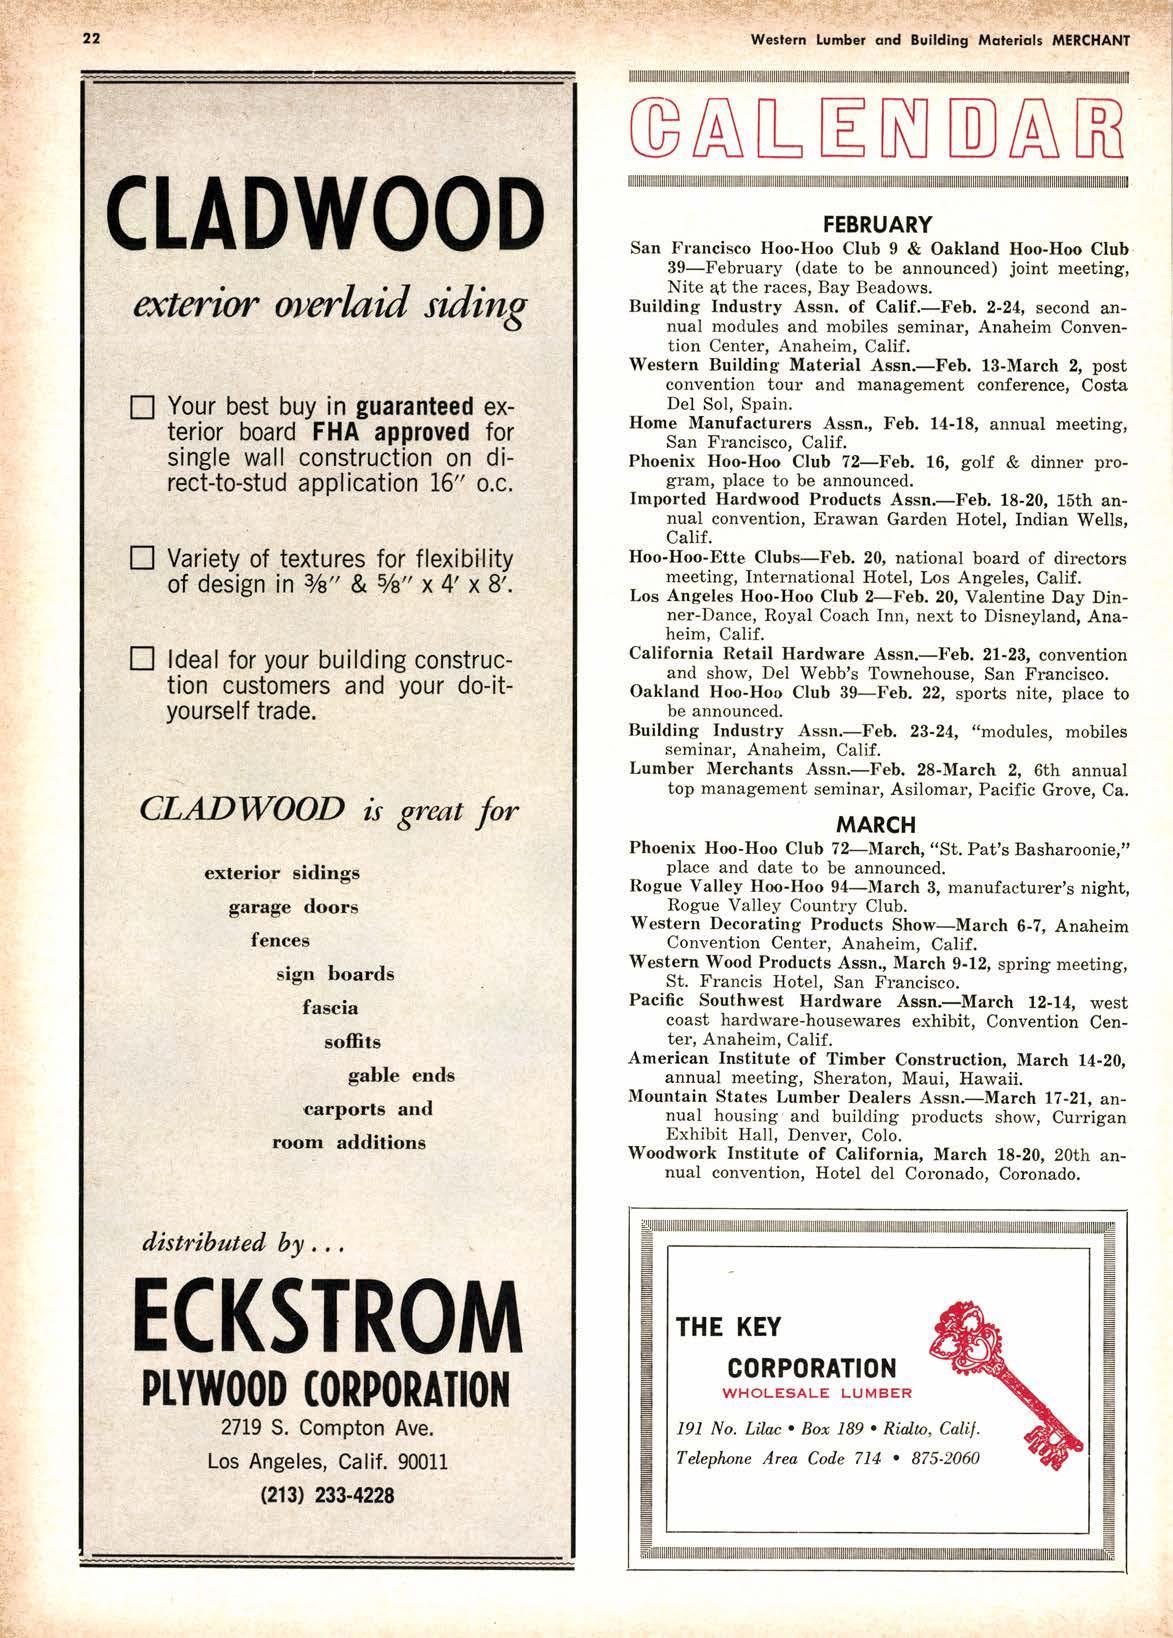 22
Western Lumber and Building Materials MERCHANT
CLADWOOD
exterior overlaid siding
☐ Your best buy in guaranteed ex-
terior board FHA approved for
single wall construction on di-
rect-to-stud application 16" o.c.
☐ Variety of textures for flexibility
of design in 3/8" & 5/8" x 4' x 8'.
☐ Ideal for your building construc-
tion customers and your do-it-
yourself trade.
CLADWOOD is great for
exterior sidings
garage doors
fences
sign boards
fascia
soffits
gable ends
carports and
room additions
distributed by...
ECKSTROM
PLYWOOD CORPORATION
2719 S. Compton Ave.
Los Angeles, Calif. 90011
(213) 233-4228
CALENDAR
FEBRUARY
San Francisco Hoo-Hoo Club 9 & Oakland Hoo-Hoo Club
39—February (date to be announced) joint meeting,
Nite at the races, Bay Beadows.
Building Industry Assn. of Calif.—Feb. 2-24, second an-
nual modules and mobiles seminar, Anaheim Conven-
tion Center, Anaheim, Calif.
Western Building Material Assn.—Feb. 13-March 2, post
convention tour and management conference, Costa
Del Sol, Spain.
Home Manufacturers Assn., Feb. 14-18, annual meeting,
San Francisco, Calif.
Phoenix Hoo-Hoo Club 72—Feb. 16, golf & dinner pro-
gram, place to be announced.
Imported Hardwood Products Assn.—Feb. 18-20, 15th an-
nual convention, Erawan Garden Hotel, Indian Wells,
Calif.
Hoo-Hoo-Ette Clubs—Feb. 20, national board of directors
meeting, International Hotel, Los Angeles, Calif.
Los Angeles Hoo-Hoo Club 2—Feb. 20, Valentine Day Din-
ner-Dance, Royal Coach Inn, next to Disneyland, Ana-
heim, Calif.
California Retail Hardware Assn.—Feb. 21-23, convention
and show, Del Webb's Townehouse, San Francisco.
Oakland Hoo-Hoo Club 39—Feb. 22, sports nite, place to
be announced.
Building Industry Assn.—Feb. 23-24, "modules, mobiles
seminar, Anaheim, Calif.
Lumber Merchants Assn.—Feb. 28-March 2, 6th annual
top management seminar, Asilomar, Pacific Grove, Ca.
MARCH
Phoenix Hoo-Hoo Club 72—March, "St. Pat's Basharoonie,"
place and date to be announced.
Rogue Valley Hoo-Hoo 94—March 3, manufacturer's night,
Rogue Valley Country Club.
Western Decorating Products Show—March 6-7, Anaheim
Convention Center, Anaheim, Calif.
Western Wood Products Assn., March 9-12, spring meeting,
St. Francis Hotel, San Francisco.
Pacific Southwest Hardware Assn.—March 12-14, west
coast hardware-housewares exhibit, Convention Cen-
ter, Anaheim, Calif.
American Institute of Timber Construction, March 14-20,
annual meeting, Sheraton, Maui, Hawaii.
Mountain States Lumber Dealers Assn.—March 17-21, an-
nual housing and building products show, Currigan
Exhibit Hall, Denver, Colo.
Woodwork Institute of California, March 18-20, 20th an-
nual convention, Hotel del Coronado, Coronado.
THE KEY
CORPORATION
WHOLESALE LUMBER
191 No. Lilac • Box 189 • Rialto, Calif.
Telephone Area Code 714 • 875-2060